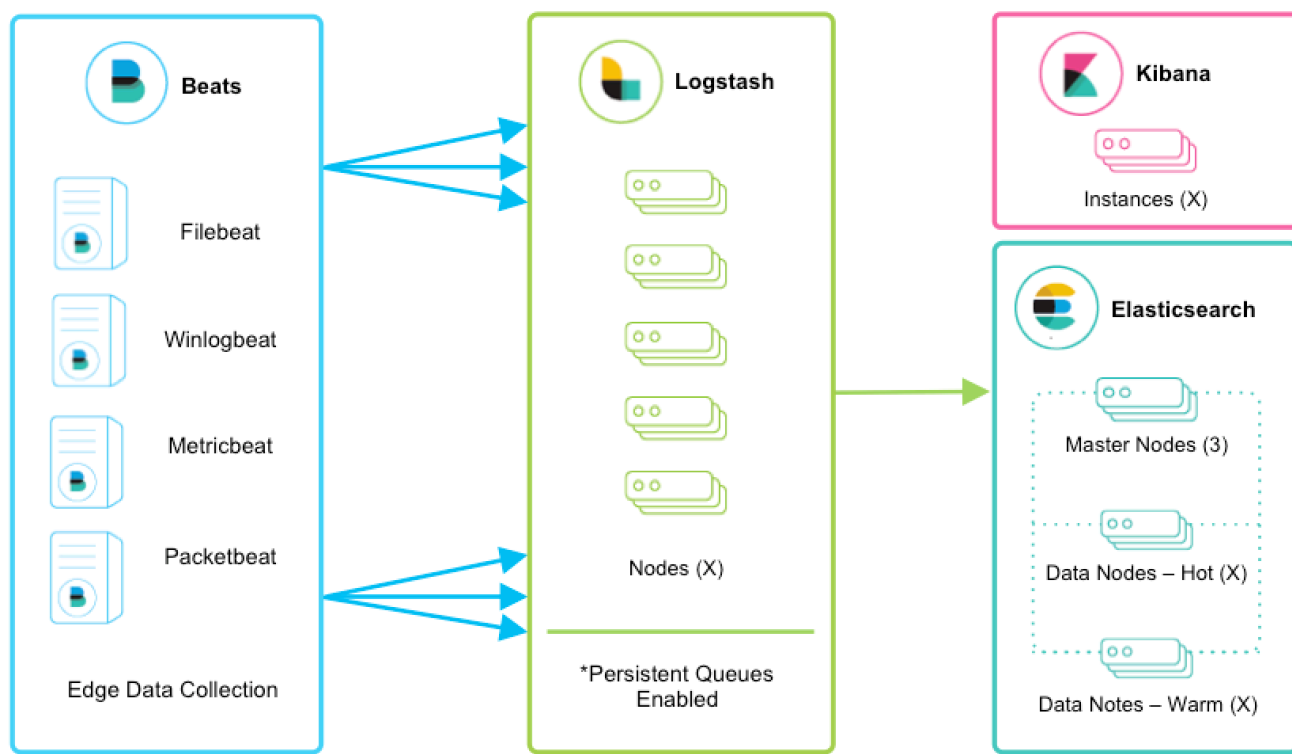 Beats
Filebeat
Winlogbeat
Metricbeat
Packetbeat
Edge Data Collection
Logstash
Nodes (X)
*Persistent Queues
Enabled
Kibana
Instances (X)
Elasticsearch
Master Nodes (3)
Data Nodes – Hot (X)
Data Notes – Warm (X)